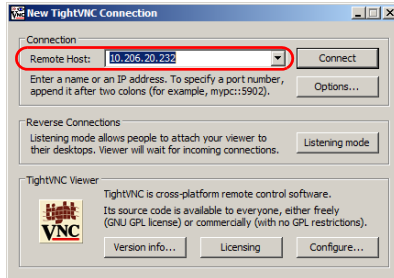 New TightVNC Connection
Connection
Remote Host: 10.206.20.232
Connect
Enter a name or an IP address. To specify a port number,
append it after two colons (for example, mypc::5902).
Options...
Reverse Connections
Listening mode allows people to attach your viewer to
their desktops. Viewer will wait for incoming connections.
Listening mode
TightVNC Viewer
TightVNC is cross-platform remote control software.
Its source code is available to everyone, either freely
(GNU GPL license) or commercially (with no GPL restrictions).
tight
VNC
Version info...
Licensing
Configure...